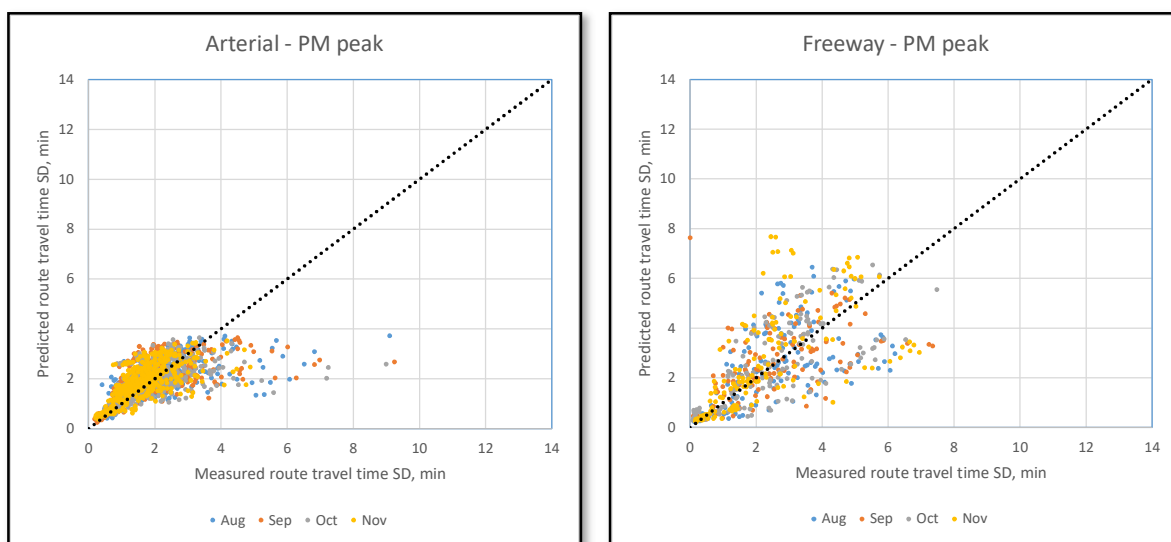 Arterial - PM peak
14
12
10
8
6
4
2
0
0 2 4 6 8 10 12 14
Predicted route travel time SD, min
Measured route travel time SD, min
Aug Sep Oct Nov
Freeway - PM peak
14
12
10
8
6
4
2
0
0 2 4 6 8 10 12 14
Predicted route travel time SD, min
Measured route travel time SD, min
Aug Sep Oct Nov